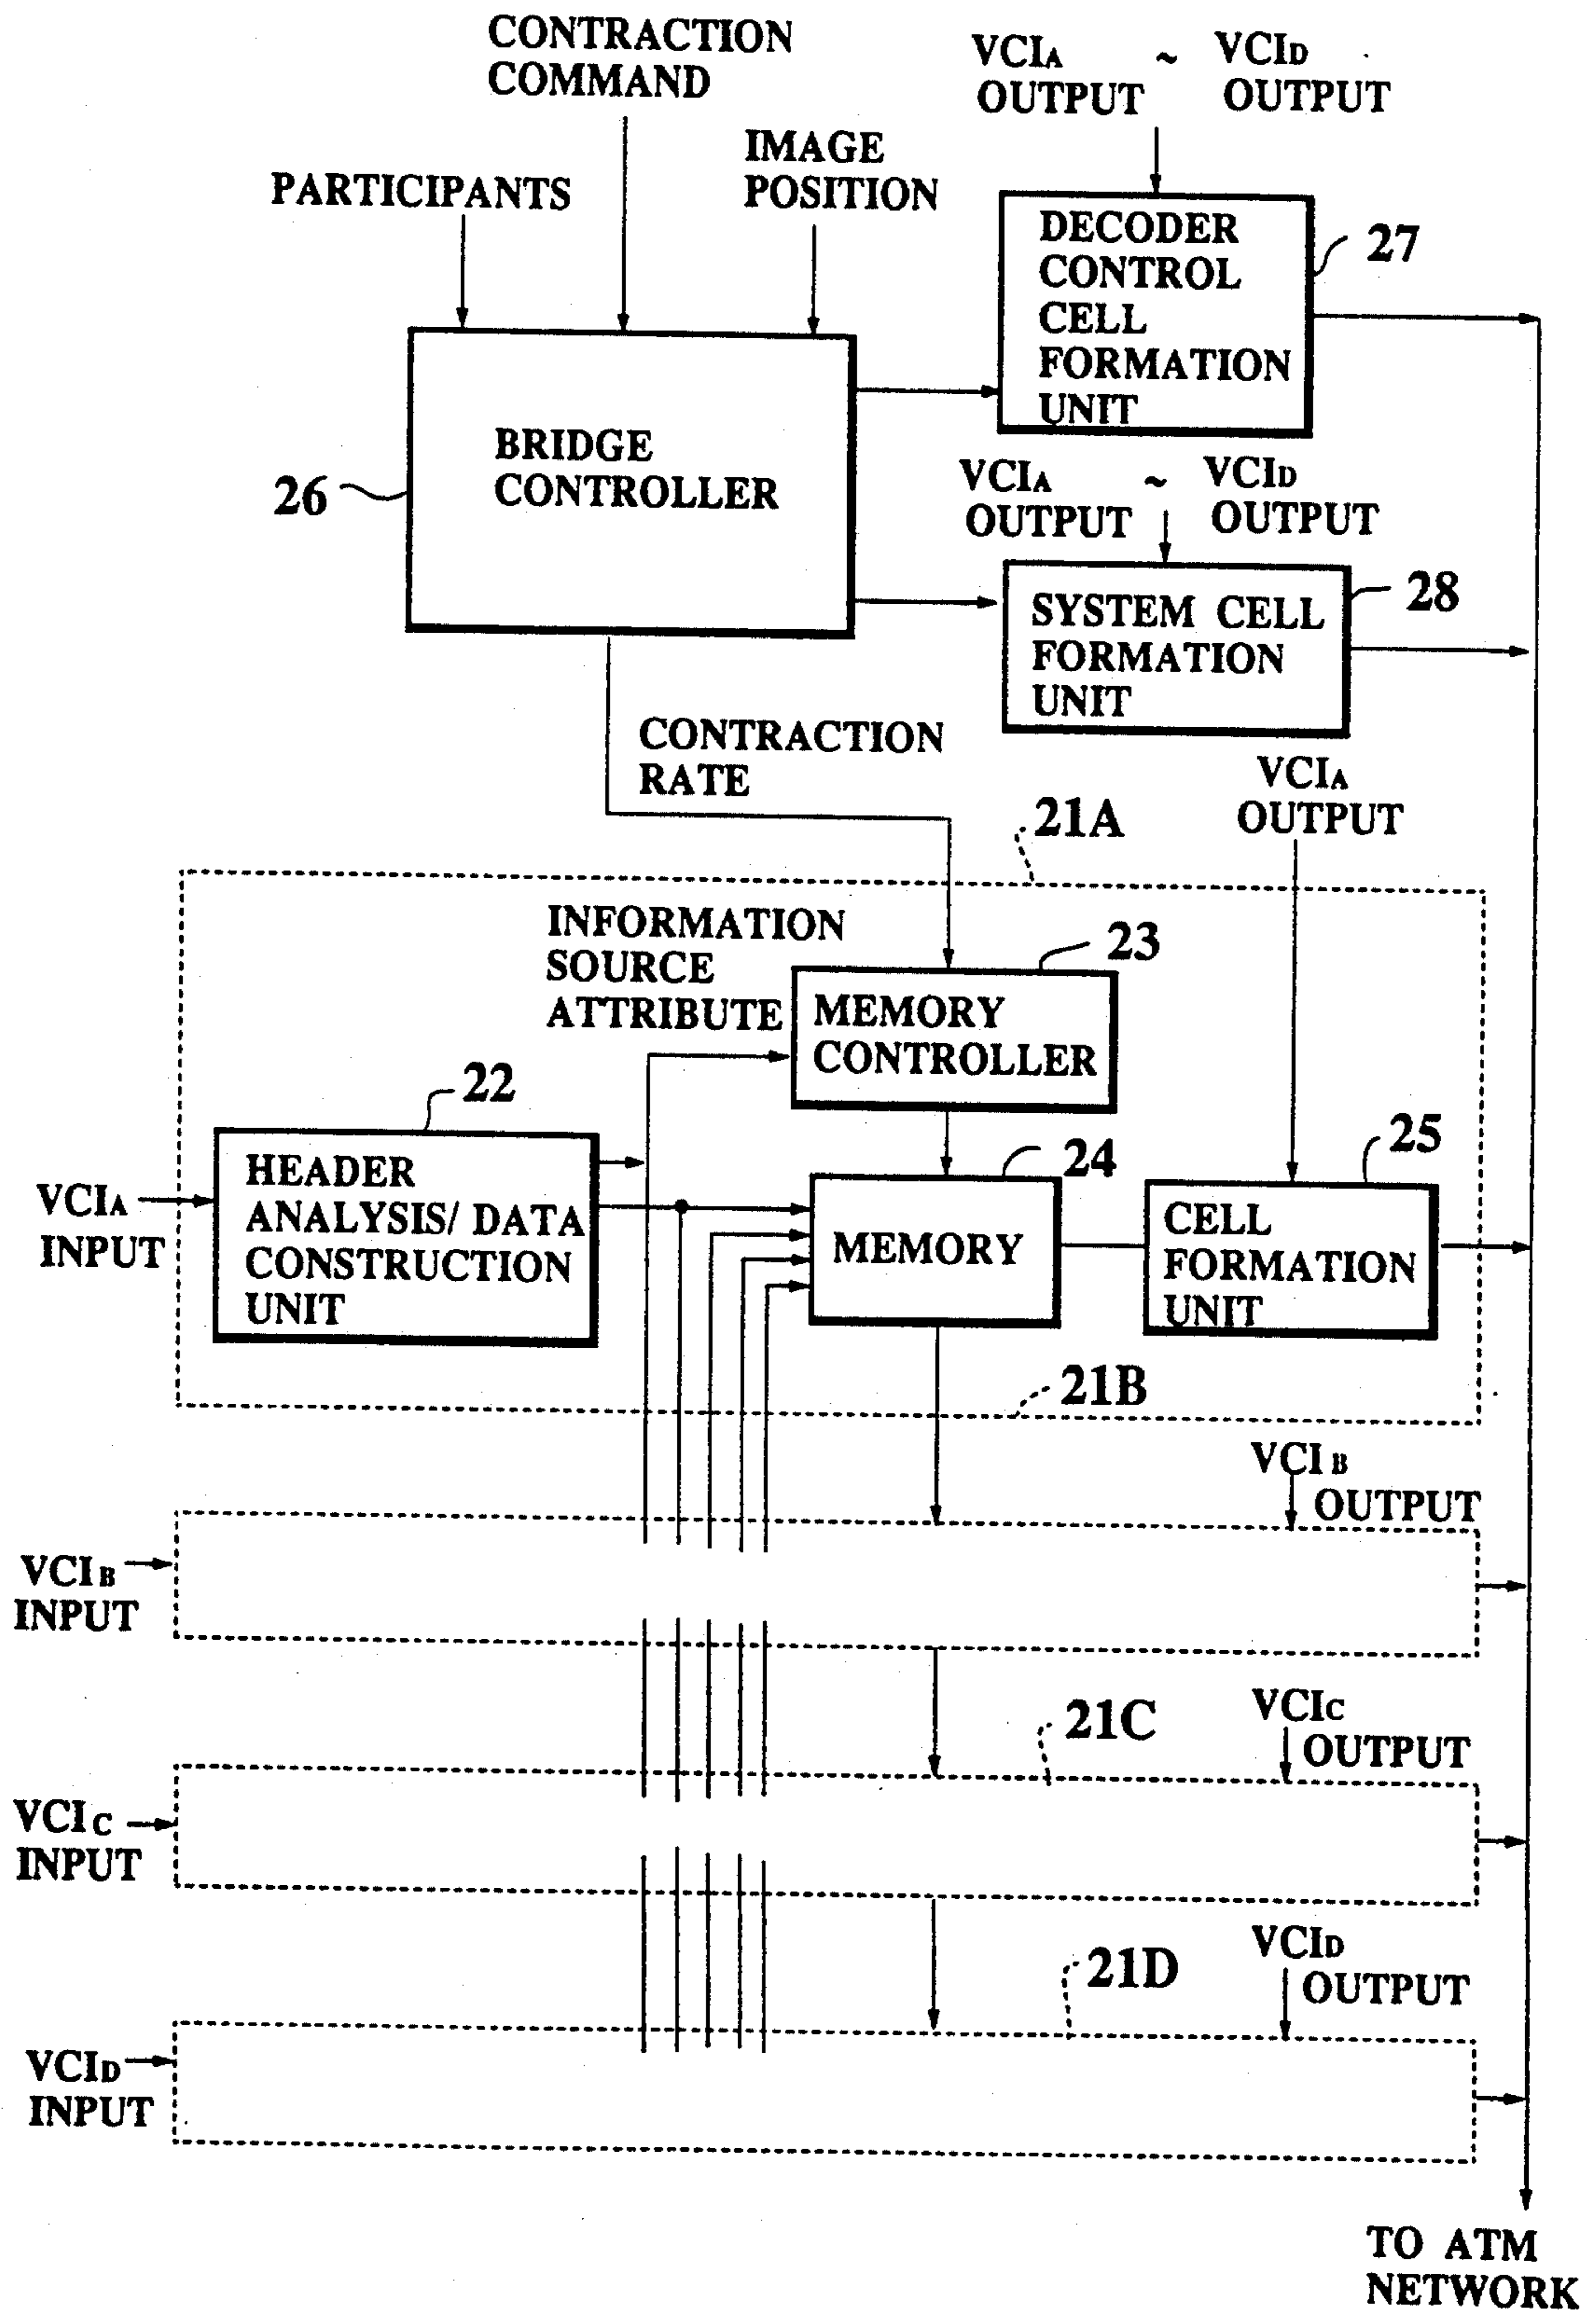 CONTRACTION
COMMAND
VCIA ~ VCID
OUTPUT OUTPUT
IMAGE
POSITION
PARTICIPANTS
DECODER
CONTROL
CELL
FORMATION
UNIT
27
BRIDGE
CONTROLLER
26
VCIA ~ VCID
OUTPUT OUTPUT
SYSTEM CELL
FORMATION
UNIT
28
CONTRACTION
RATE
VCIA
OUTPUT
21A
INFORMATION
SOURCE
ATTRIBUTE
23
MEMORY
CONTROLLER
22
HEADER
ANALYSIS/ DATA
CONSTRUCTION
UNIT
VCIA
INPUT
24
MEMORY
25
CELL
FORMATION
UNIT
21B
VCIB
OUTPUT
VCIB
INPUT
21C
VCIC
OUTPUT
VCIC
INPUT
21D
VCID
OUTPUT
VCID
INPUT
TO ATM
NETWORK